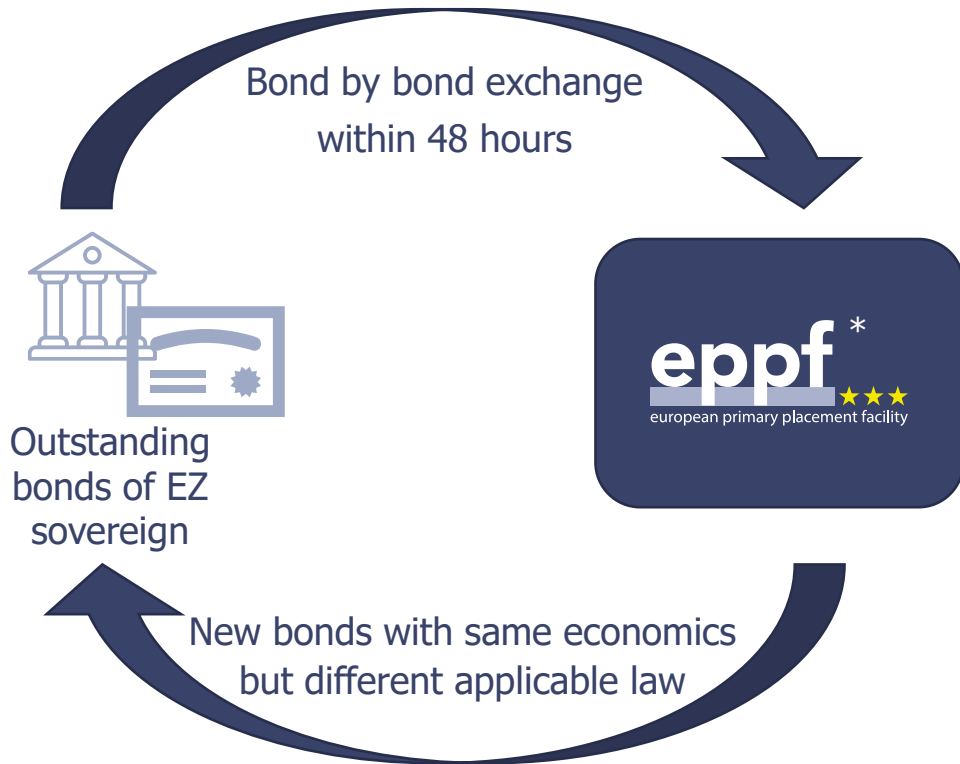 Bond by bond exchange
within 48 hours
eppf *
european primary placement facility
Outstanding
bonds of EZ
sovereign
New bonds with same economics
but different applicable law